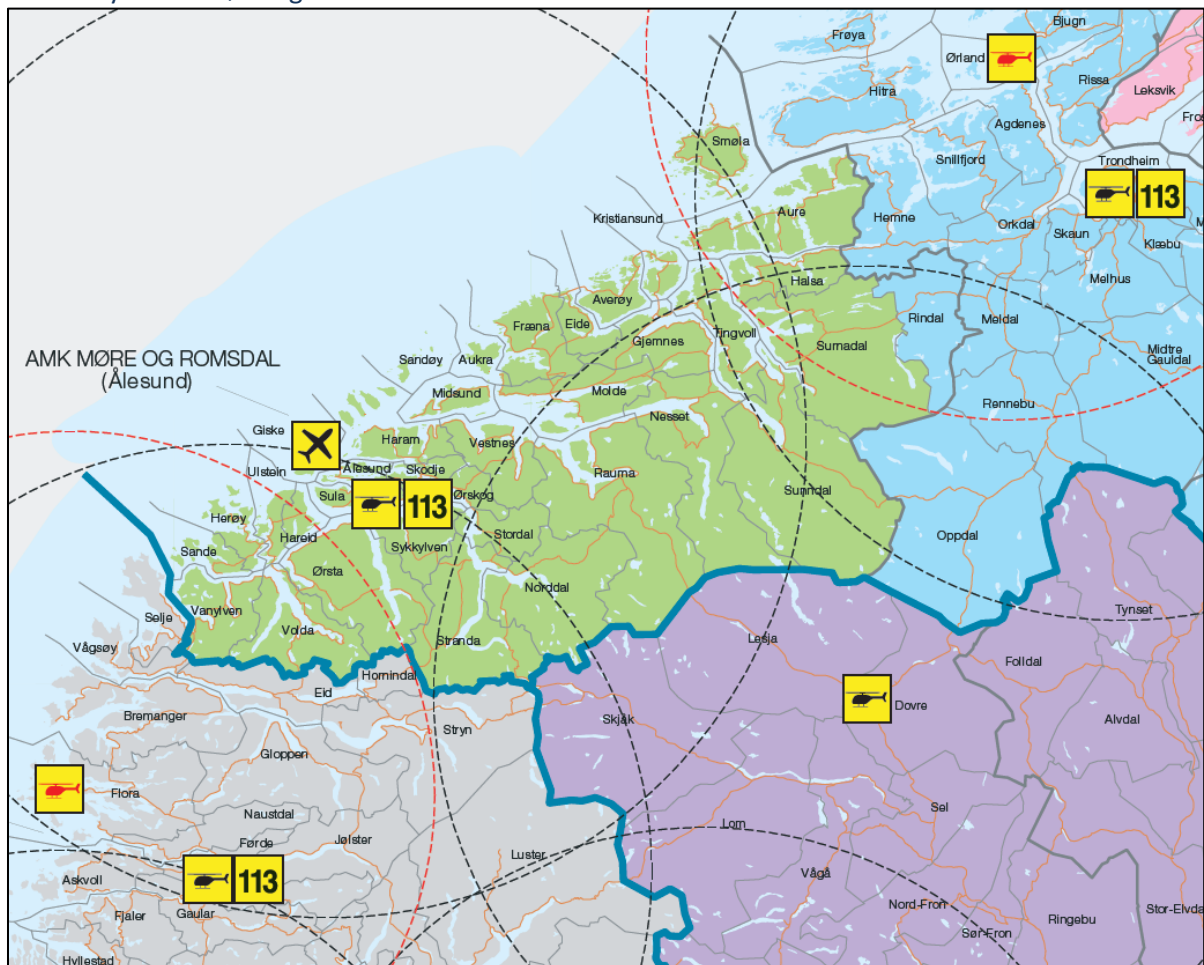 Bjugn
Frøya
Ørland
Rissa
Leksvik
Hitra
Agdenes
Smøla
Snillfjord
Trondheim
113
Kristiansund
Aure
Hemne
Orkdal
Skaun
Klæbu
Melhus
Halsa
Averøy
Fræna
Eide
Tingvoll
Rindal
Meldal
Gjemnes
Surnadal
Midtre
Gauldal
AMK MØRE OG ROMSDAL
(Ålesund)
Sandøy
Aukra
Midsund
Molde
Rennebu
Nesset
Giske
Haram
Vestnes
Ulstein
Ålesund
Skodje
Rauma
Sula
113
Ørskog
Sunndal
Herøy
Hareid
Stordal
Oppdal
Sande
Sykkylven
Ørsta
Norddal
Vanylven
Selje
Volda
Stranda
Lesja
Tynset
Vågsøy
Folldal
Eid
Hornindal
Dovre
Bremanger
Skjåk
Stryn
Alvdal
Gloppen
Flora
Sel
Naustdal
Lom
Førde
Jølster
Luster
Vågå
113
Askvoll
Nord-Fron
Ringebu
Stor-Elvda
Fjaler
Gaular
Sør-Fron
Hyllestad